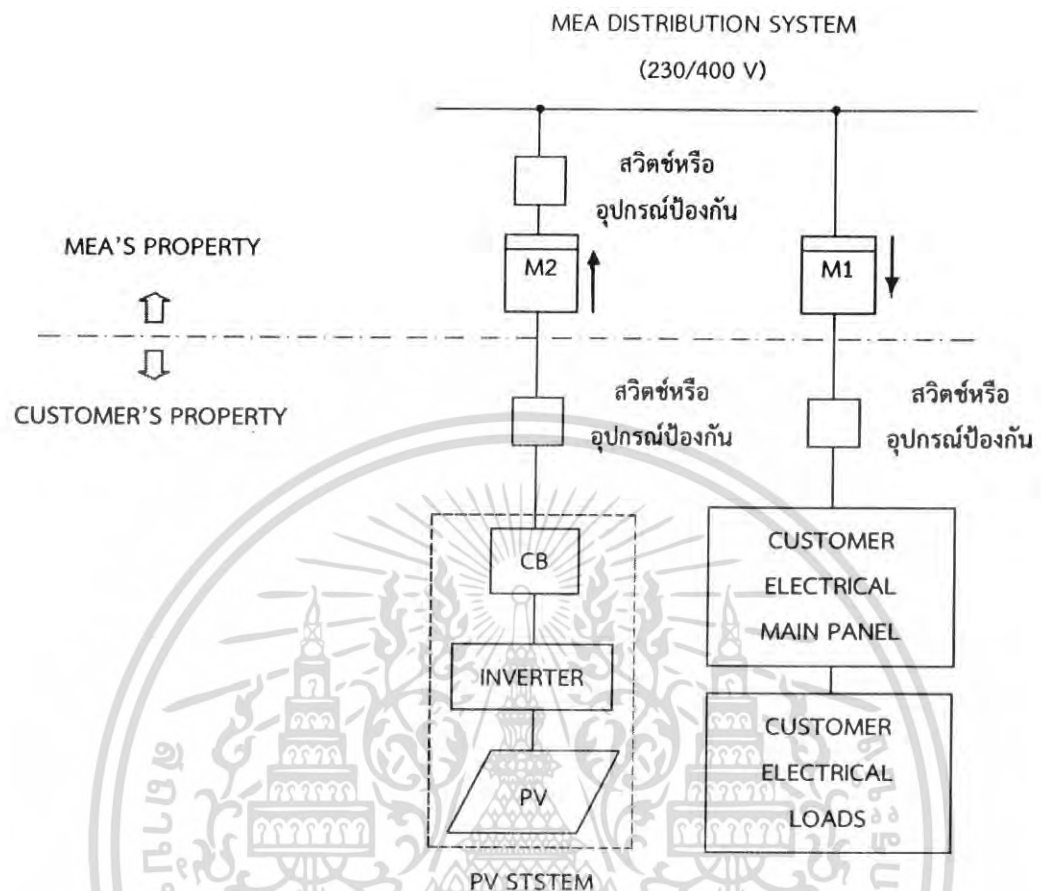 MEA DISTRIBUTION SYSTEM
(230/400 V)
สวิตช์หรือ
อุปกรณ์ป้องกัน
MEA'S PROPERTY
M2
M1
CUSTOMER'S PROPERTY
สวิตช์หรือ
อุปกรณ์ป้องกัน
สวิตช์หรือ
อุปกรณ์ป้องกัน
CB
INVERTER
PV
PV STSTEM
CUSTOMER
ELECTRICAL
MAIN PANEL
CUSTOMER
ELECTRICAL
LOADS